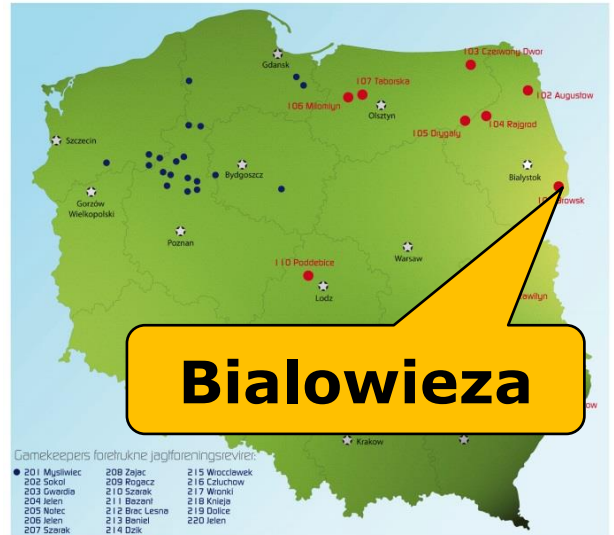 103 Czerwony Dwor
Gdansk
107 Taborska
102 Augustow
106 Milomlyn
Olsztyn
104 Rajgrod
105 Drygaly
Szczecin
Bydgoszcz
Bialystok
Gorzów
Wielkopolski
Poznan
Warsaw
110 Poddebice
Lodz
Bialowieza
Krakow
Gamekeepers foretrukne jagtforeningsrevirer:
201 Mysliwiec 208 Zajac 215 Wrocclawek
202 Sokol 209 Rogacz 216 Czluchow
203 Gwardia 210 Szarak 217 Wronki
204 Jelen 211 Bazant 218 Knieja
205 Notec 212 Brac Lesna 219 Dolice
206 Jelen 213 Daniel 220 Jelen
207 Szarak 214 Dzik